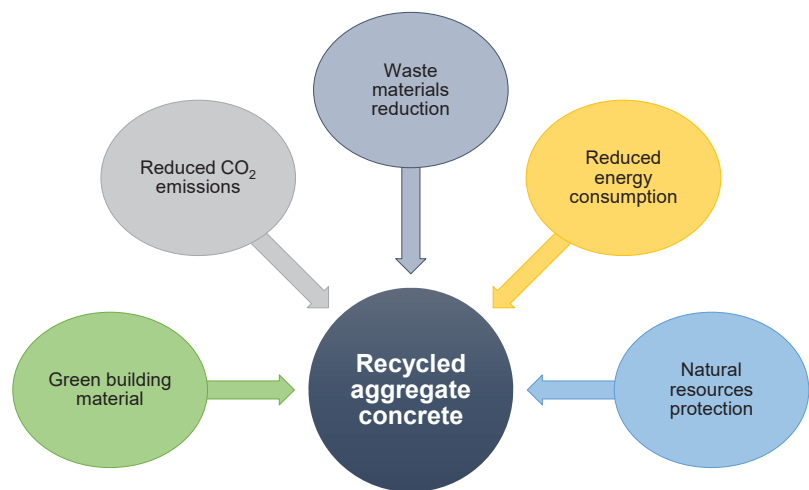 Waste
materials
reduction
Reduced CO₂
emissions
Reduced
energy
consumption
Green building
material
Recycled
aggregate
concrete
Natural
resources
protection